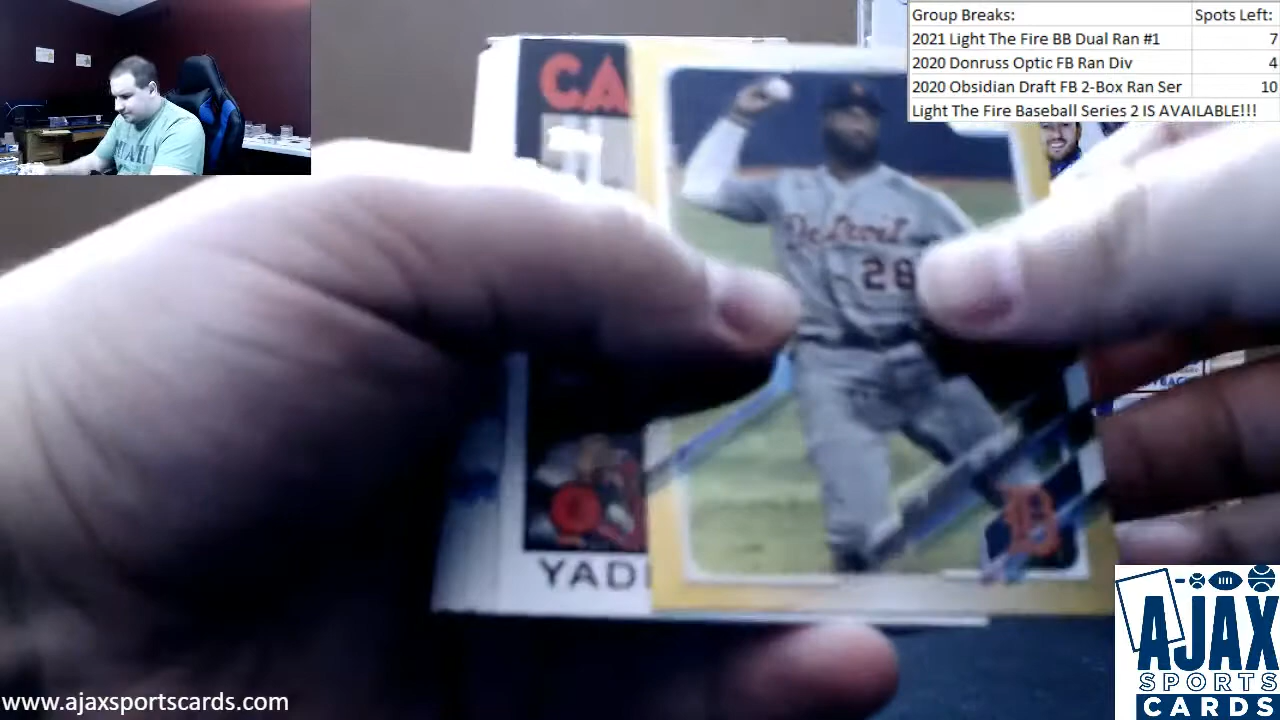 Group Breaks: Spots Left:
2021 Light The Fire BB Dual Ran #1 7
2020 Donruss Optic FB Ran Div 4
2020 Obsidian Draft FB 2-Box Ran Ser 10
Light The Fire Baseball Series 2 IS AVAILABLE!!!
CA
Detroit
28
D
YADI
www.ajaxsportscards.com
AJAX
SPORTS
CARDS